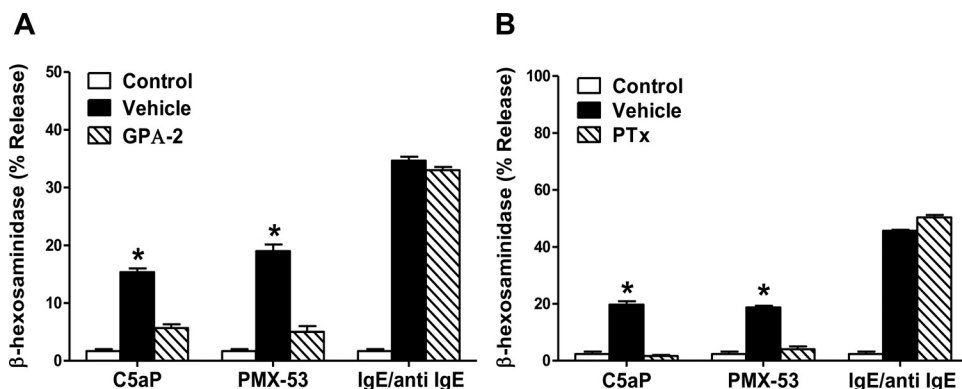 A
β-hexosaminidase (% Release)
50
40
30
20
10
0
Control
Vehicle
GPA-2
*
*
C5aP
PMX-53
IgE/anti IgE
B
β-hexosaminidase (% Release)
100
80
60
40
20
0
Control
Vehicle
PTx
*
*
C5aP
PMX-53
IgE/anti IgE